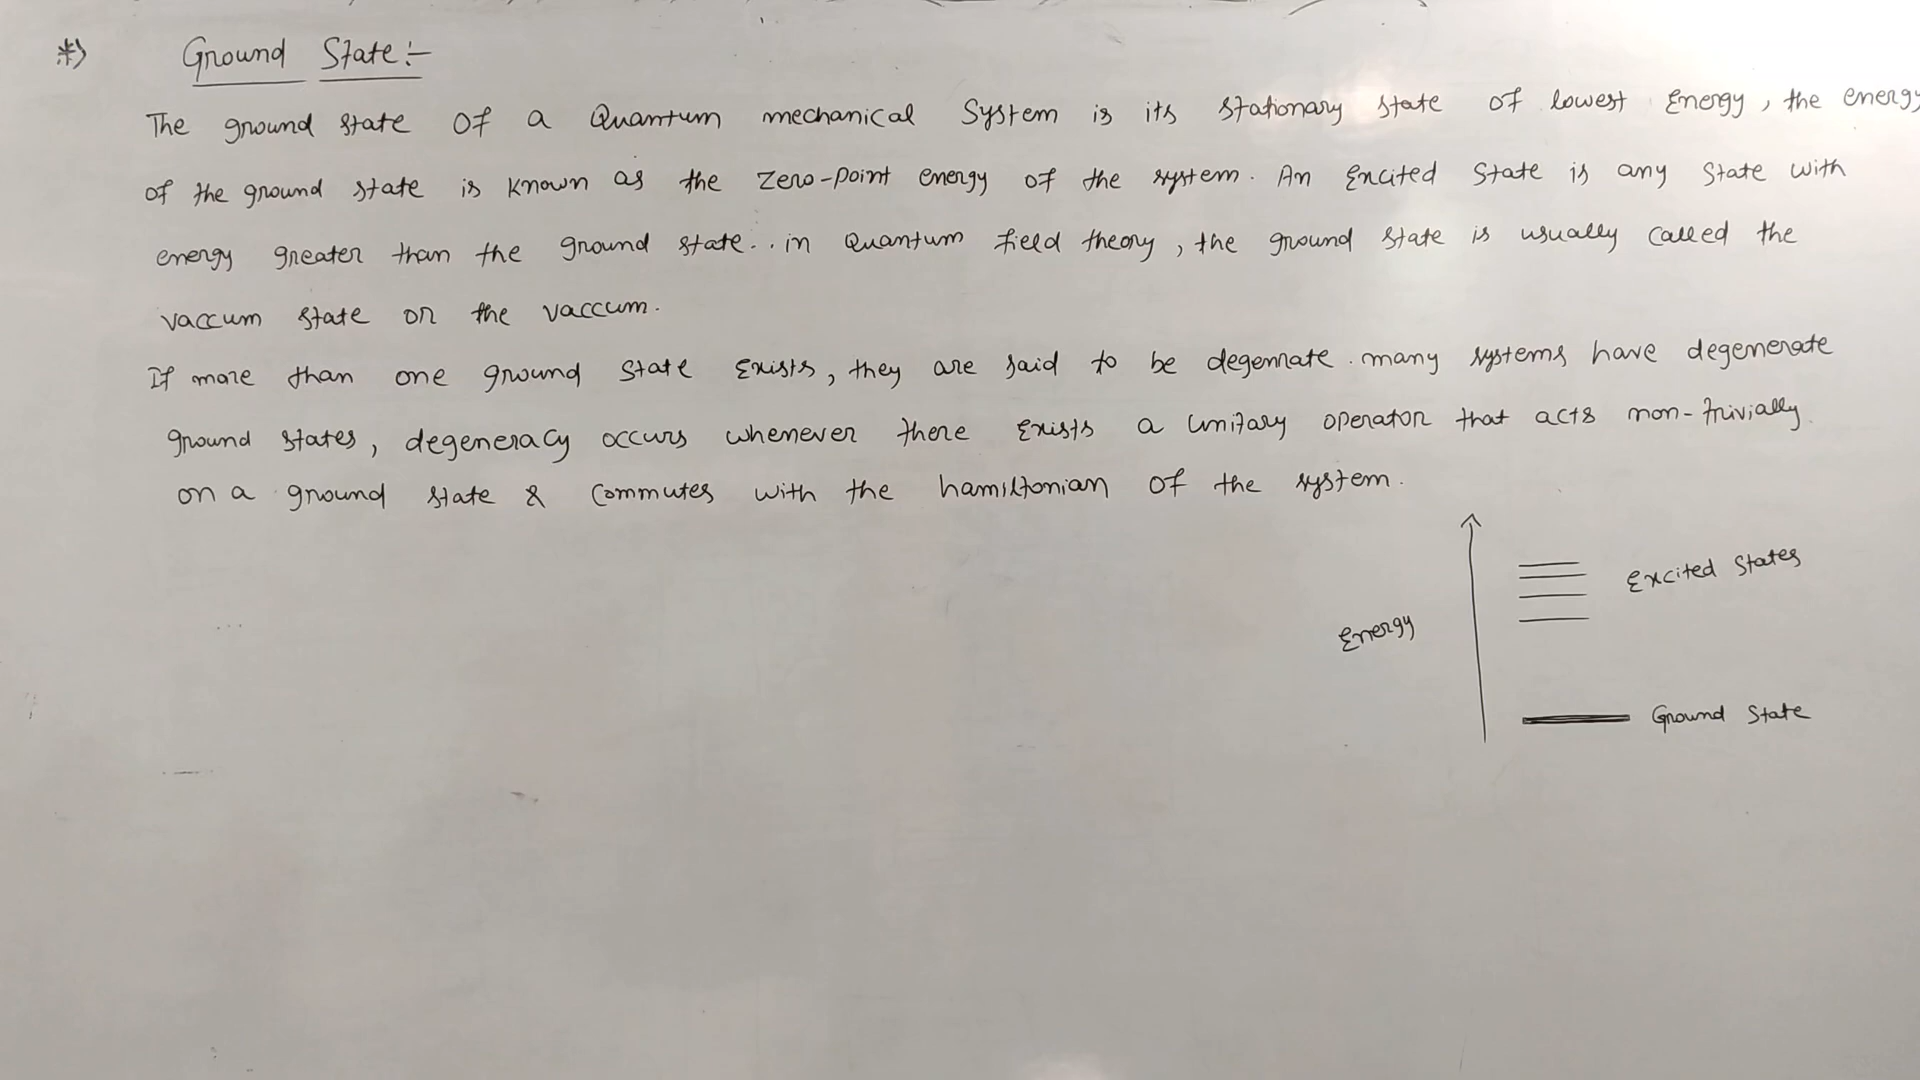 *) Ground State:-
The ground state of a Quantum mechanical System is its stationary state of lowest Energy, the energy
of the ground state is known as the zero-point energy of the system. An Excited State is any state with
energy greater than the ground state.. in Quantum field theory, the ground state is usually called the
vaccum state or the vaccum.
If more than one ground state Exists, they are said to be degenrate. many systems have degenerate
ground states, degeneracy occurs whenever there Exists a unitary operator that acts non-trivially
on a ground state & Commutes with the hamiltonian of the system.
Excited States
Energy
Ground State